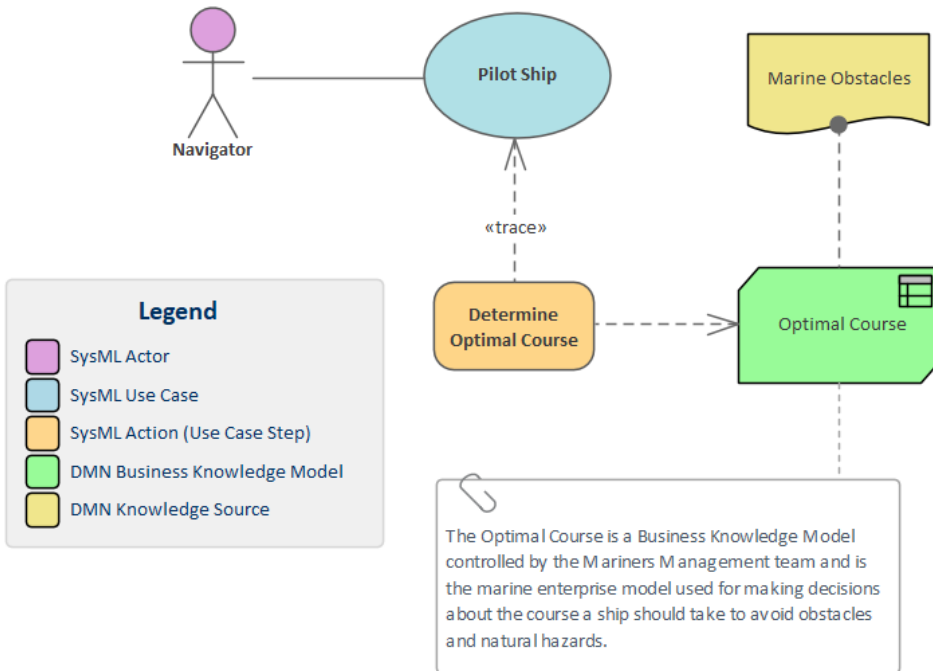 Pilot Ship
Marine Obstacles
Navigator
«trace»
Legend
SysML Actor
SysML Use Case
SysML Action (Use Case Step)
DMN Business Knowledge Model
DMN Knowledge Source
Determine
Optimal Course
Optimal Course
The Optimal Course is a Business Knowledge Model
controlled by the Mariners Management team and is
the marine enterprise model used for making decisions
about the course a ship should take to avoid obstacles
and natural hazards.